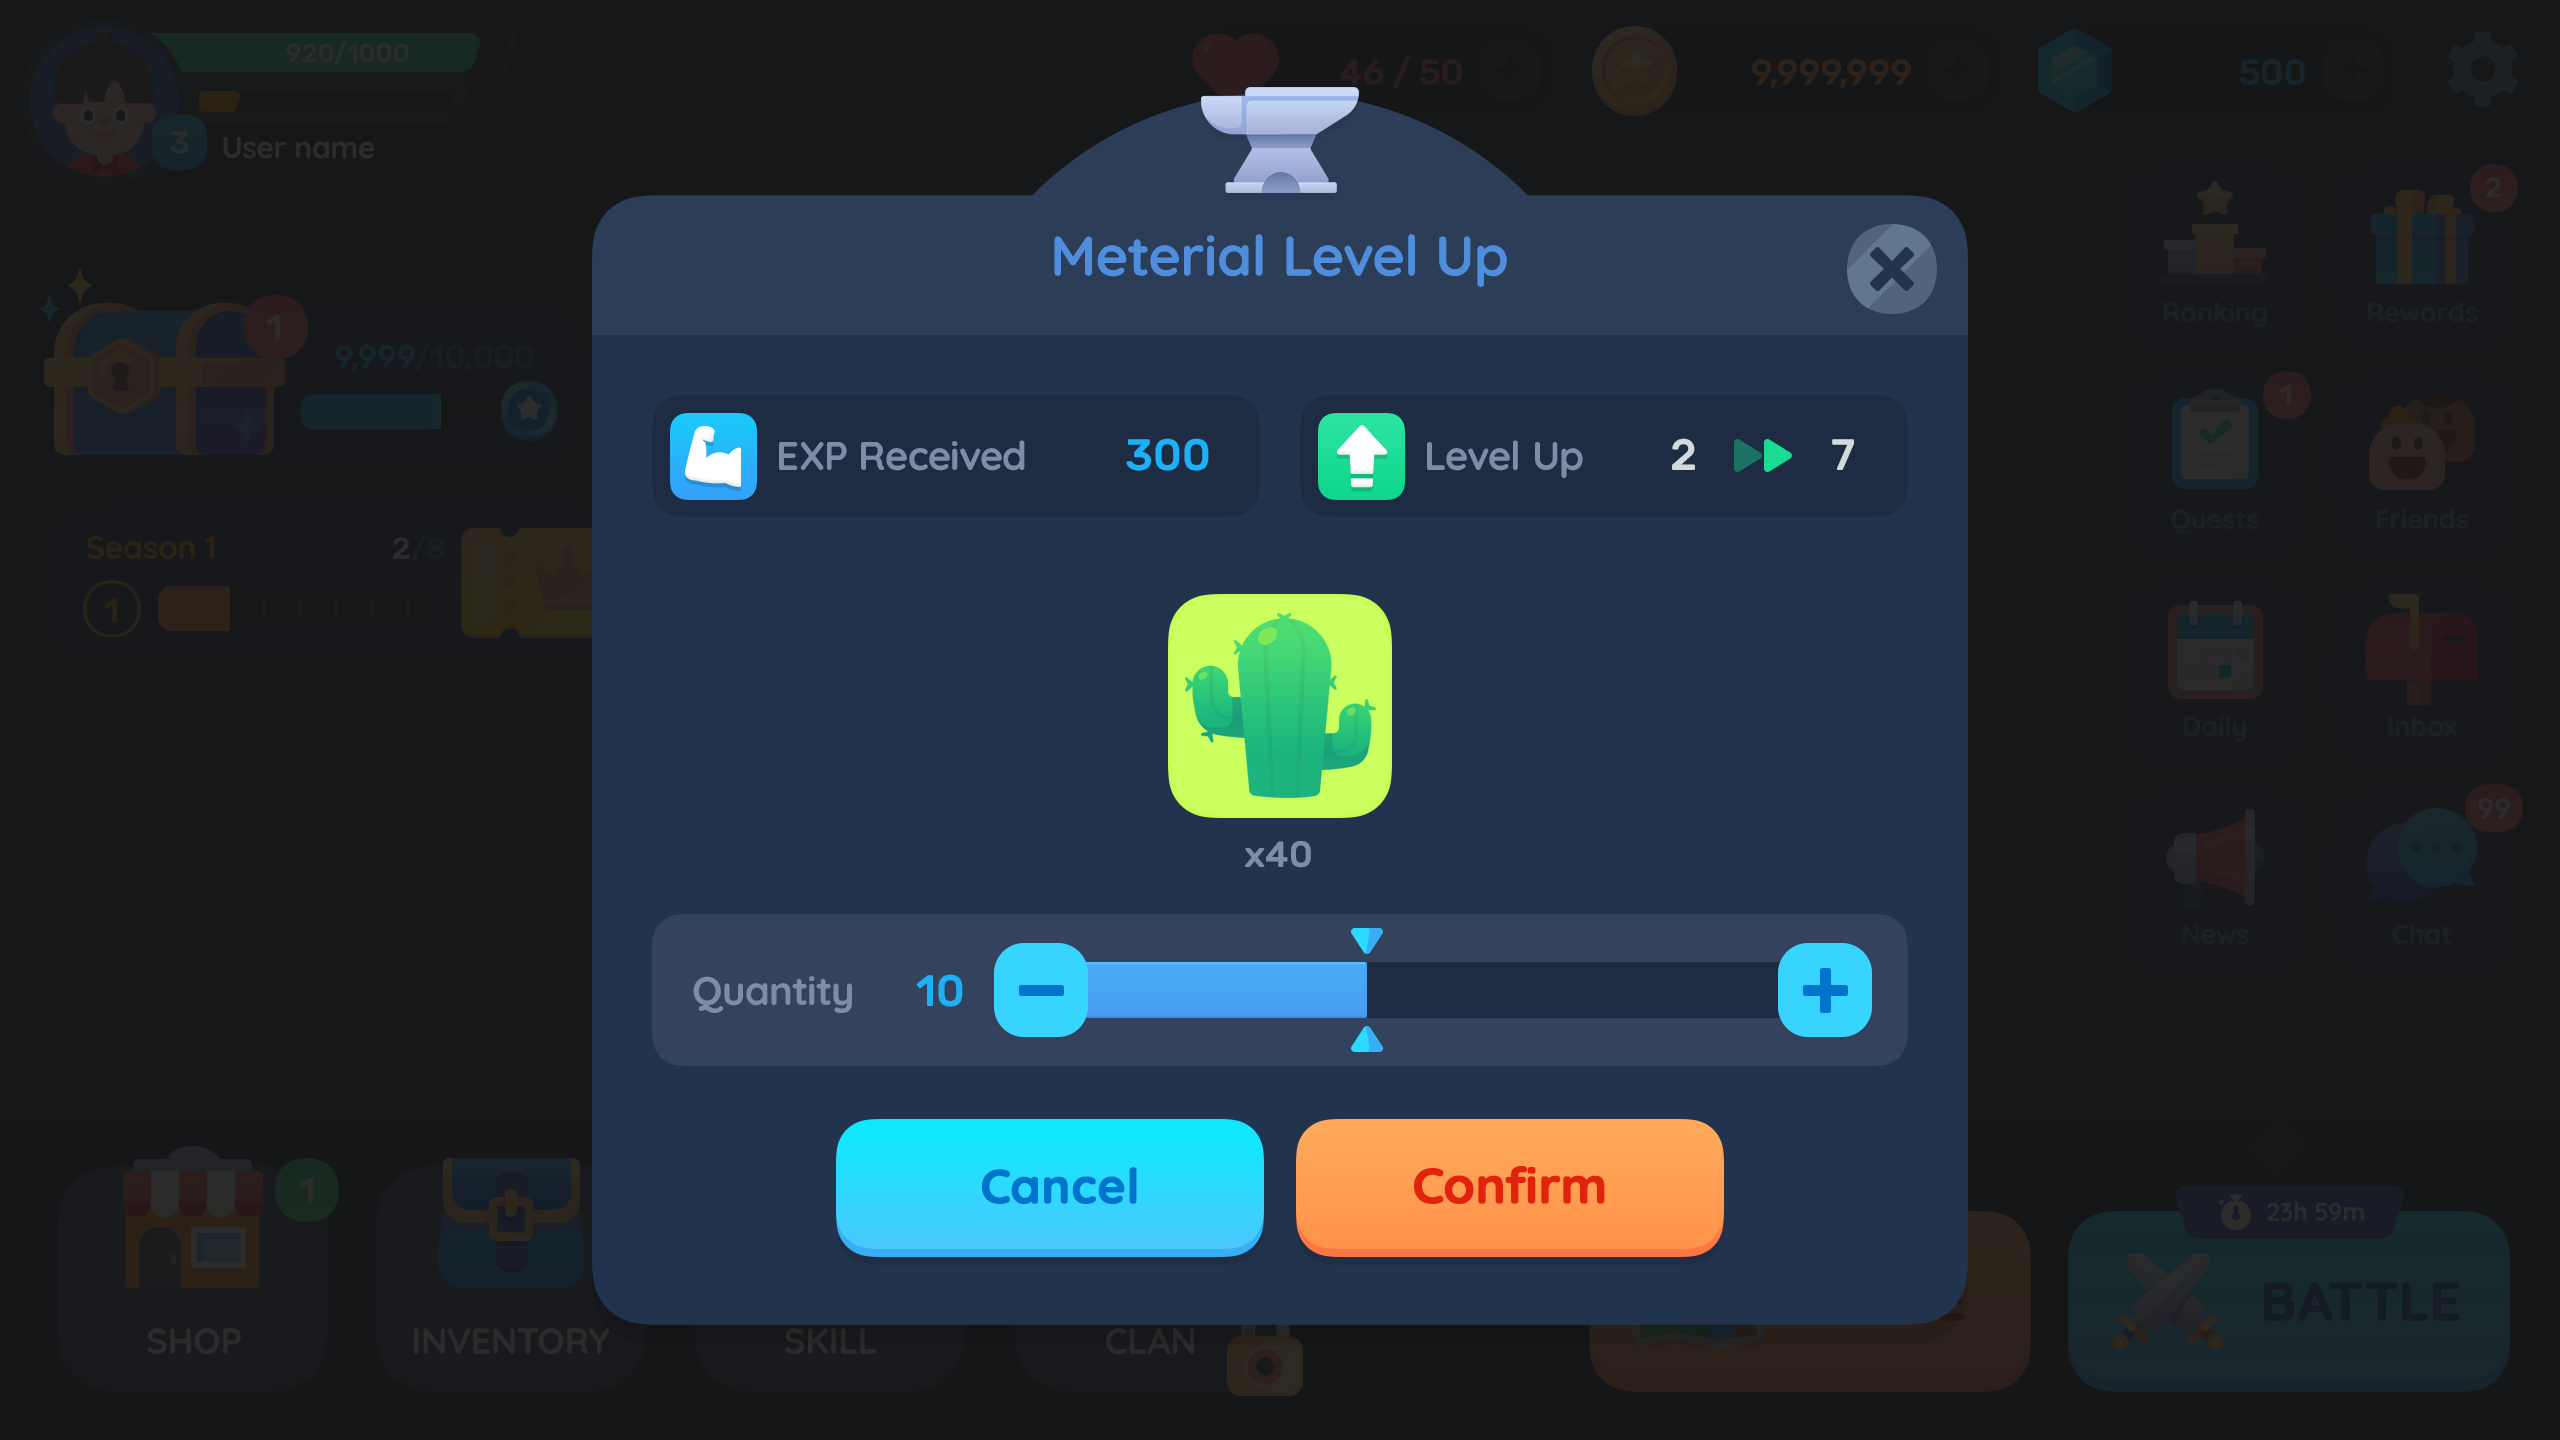 920/1000
3
User name
46 / 50
9,999,999
500
Meterial Level Up
Ranking
2
Rewards
1
9,999/10,000
EXP Received 300
Level Up 2 7
1
Quests
Friends
Season 1 2/8
1
Daily
Inbox
x40
99
News
Chat
Quantity 10
Cancel
Confirm
1
SHOP
INVENTORY
SKILL
CLAN
23h 59m
BATTLE